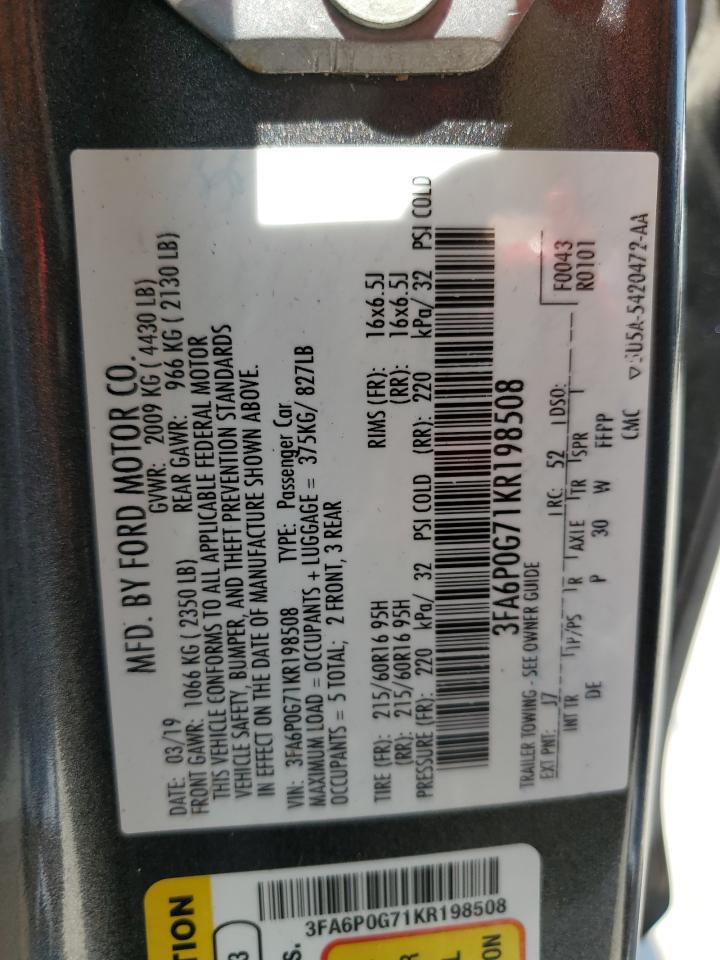 MFD. BY FORD MOTOR CO.
DATE: 03/19 GVWR: 2009 KG ( 4430 LB)
FRONT GAWR: 1066 KG ( 2350 LB) REAR GAWR: 966 KG ( 2130 LB)
THIS VEHICLE CONFORMS TO ALL APPLICABLE FEDERAL MOTOR
VEHICLE SAFETY, BUMPER, AND THEFT PREVENTION STANDARDS
IN EFFECT ON THE DATE OF MANUFACTURE SHOWN ABOVE.
VIN: 3FA6P0G71KR198508 TYPE: Passenger Car
MAXIMUM LOAD = OCCUPANTS + LUGGAGE = 375KG/ 827LB
OCCUPANTS = 5 TOTAL; 2 FRONT, 3 REAR
TIRE (FR): 215/60R16 95H RIMS (FR): 16x6.5J
(RR): 215/60R16 95H (RR): 16x6.5J
PRESSURE (FR): 220 kPa/ 32 PSI COLD (RR): 220 kPa/ 32 PSI COLD
3FA6P0G71KR198508
TRAILER TOWING - SEE OWNER GUIDE F0043
EXT PNT: J7 RC: 52 DSO: R0101
INT TR TP/PS R AXLE TR SPR
DE P 30 W FFPP
CMC 5420472-AA
3FA6P0G71KR198508